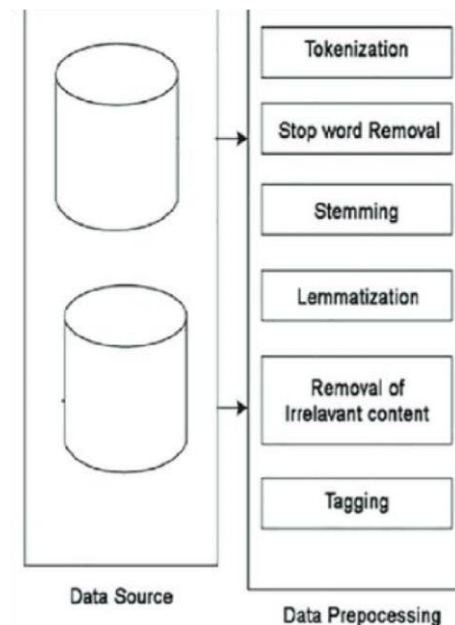 Tokenization
Stop word Removal
Stemming
Lemmatization
Removal of
Irrelavant content
Tagging
Data Source
Data Prepocessing